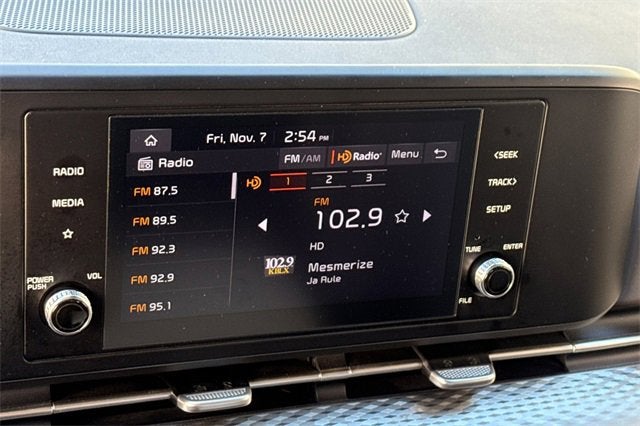 Fri, Nov. 7 2:54 PM
Radio FM/AM HD Radio Menu
HD 1 2 3
FM 87.5
FM 89.5
FM 92.3
FM 92.9
FM 95.1
FM
102.9
HD
102.9
KBLX
Mesmerize
Ja Rule
RADIO
MEDIA
POWER
PUSH
VOL
<SEEK
TRACK>
SETUP
TUNE
ENTER
FILE